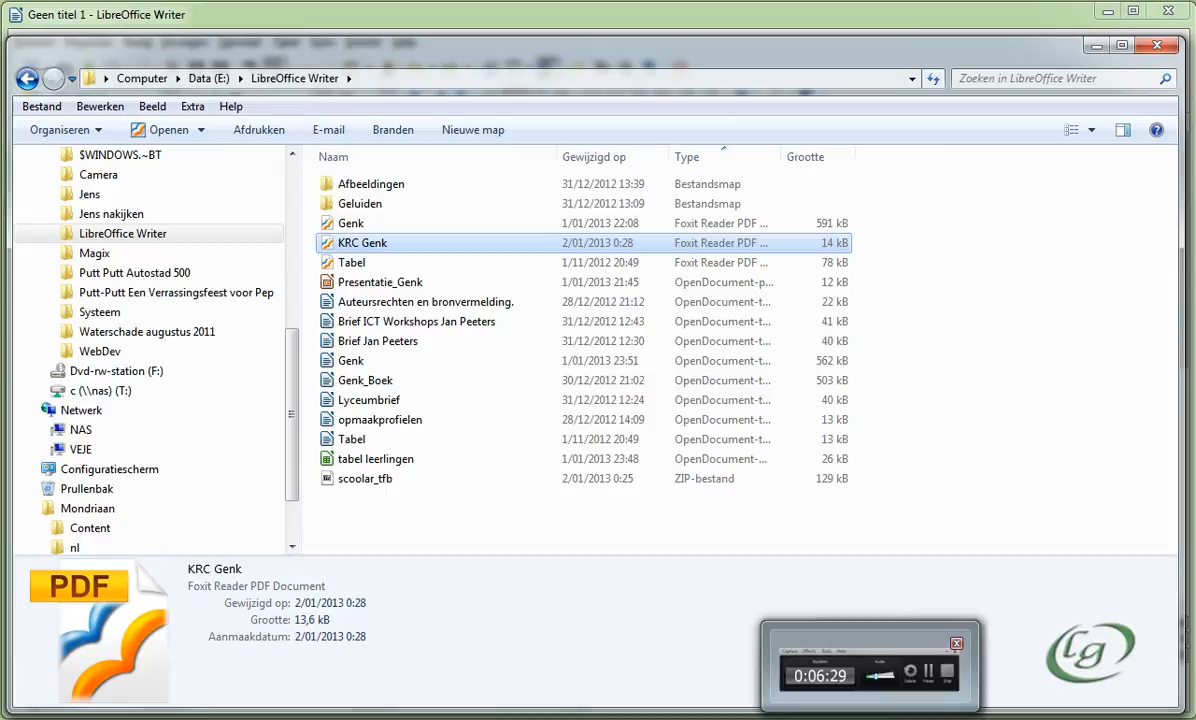 Geen titel 1 - LibreOffice Writer
Computer Data (E:) LibreOffice Writer
Zoeken in LibreOffice Writer
Bestand Bewerken Beeld Extra Help
Organiseren Openen Afdrukken E-mail Branden Nieuwe map
$WINDOWS.~BT
Camera
Jens
Jens nakijken
LibreOffice Writer
Magix
Putt Putt Autostad 500
Putt-Putt Een Verrassingsfeest voor Pep
Systeem
Waterschade augustus 2011
WebDev
Dvd-rw-station (F:)
c (\\nas) (T:)
Netwerk
NAS
VEJE
Configuratiescherm
Prullenbak
Mondriaan
Content
nl
Naam Gewijzigd op Type Grootte
Afbeeldingen 31/12/2012 13:39 Bestandsmap
Geluiden 31/12/2012 13:09 Bestandsmap
Genk 1/01/2013 22:08 Foxit Reader PDF ... 591 kB
KRC Genk 2/01/2013 0:28 Foxit Reader PDF ... 14 kB
Tabel 1/11/2012 20:49 Foxit Reader PDF ... 78 kB
Presentatie_Genk 1/01/2013 21:45 OpenDocument-p... 12 kB
Auteursrechten en bronvermelding. 28/12/2012 21:12 OpenDocument-t... 22 kB
Brief ICT Workshops Jan Peeters 31/12/2012 12:43 OpenDocument-t... 41 kB
Brief Jan Peeters 31/12/2012 12:30 OpenDocument-t... 40 kB
Genk 1/01/2013 23:51 OpenDocument-t... 562 kB
Genk_Boek 30/12/2012 21:02 OpenDocument-t... 503 kB
Lyceumbrief 31/12/2012 12:24 OpenDocument-t... 40 kB
opmaakprofielen 28/12/2012 14:09 OpenDocument-t... 13 kB
Tabel 1/11/2012 20:49 OpenDocument-t... 13 kB
tabel leerlingen 1/01/2013 23:48 OpenDocument-... 26 kB
scoolar_tfb 2/01/2013 0:25 ZIP-bestand 129 kB
PDF
KRC Genk
Foxit Reader PDF Document
Gewijzigd op: 2/01/2013 0:28
Grootte: 13,6 kB
Aanmaakdatum: 2/01/2013 0:28
0:06:29
lg